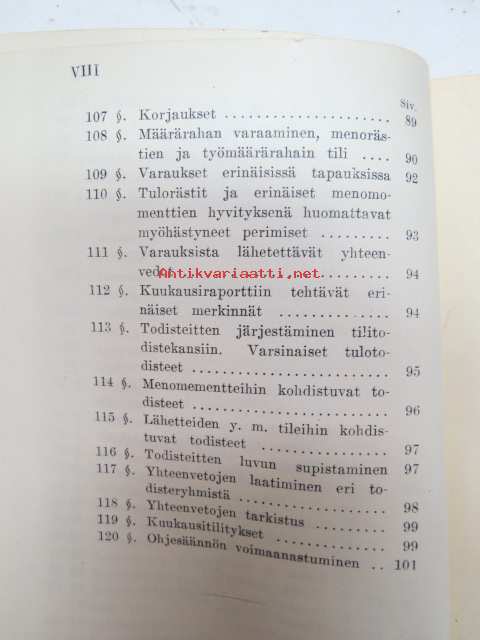 VIII
Siv.
107 §. Korjaukset ..................... 89
108 §. Määrärahan varaaminen, menoräs-
tien ja työmäärärahain tili .... 90
109 §. Varaukset erinäisissä tapauksissa 92
110 §. Tulorästit ja erinäiset menomo-
menttien hyvityksenä huomattavat
myöhästyneet perimiset ........... 93
111 §. Varauksista lähetettävät yhteen-
Antikvariaatti.net ........ 94
112 §. Kuukausiraporttiin tehtävät eri-
näiset merkinnät ............... 94
113 §. Todisteitten järjestäminen tilito-
distekansiin. Varsinaiset tuloto-
disteet ......................... 95
114 §. Menomementteihin kohdistuvat to-
disteet ......................... 96
115 §. Lähetteiden y. m. tileihin kohdis-
tuvat todisteet ................. 97
116 §. Todisteitten luvun supistaminen 97
117 §. Yhteenvetojen laatiminen eri to-
disteryhmistä ................... 98
118 §. Yhteenvetojen tarkistus ......... 99
119 §. Kuukausitilitykset .............. 99
120 §. Ohjesäännön voimaanastuminen .. 101